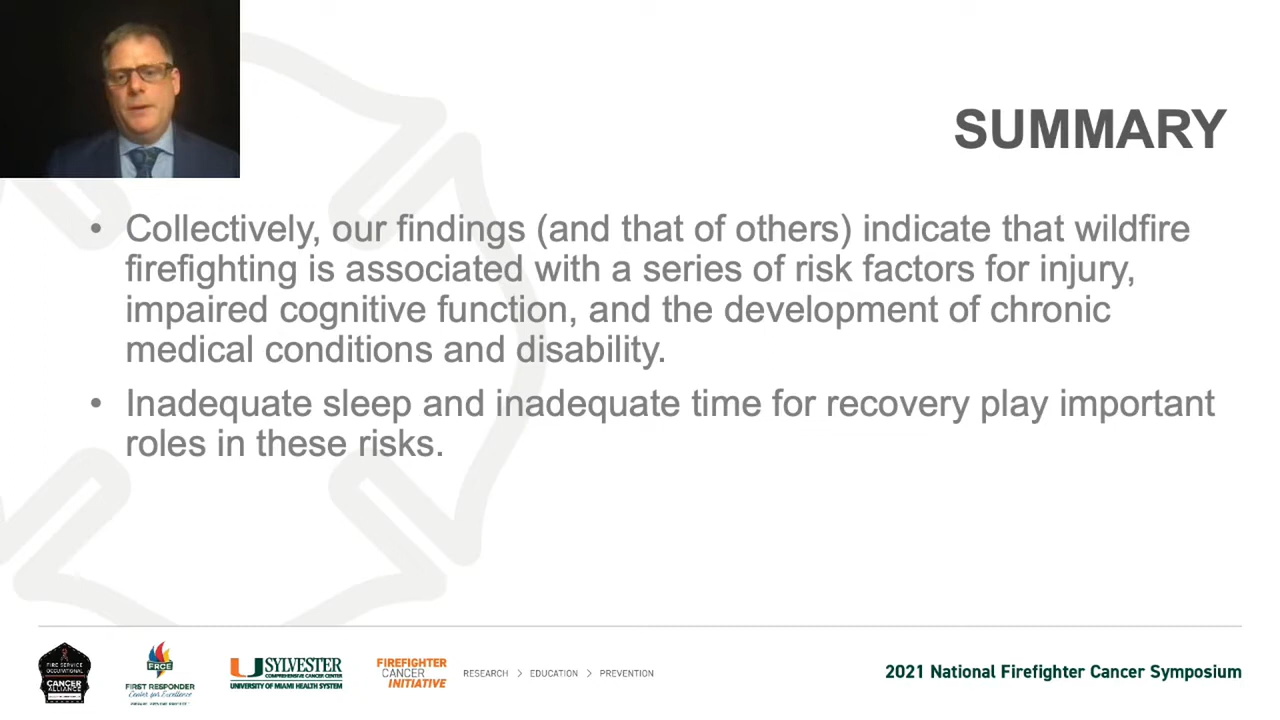 SUMMARY
• Collectively, our findings (and that of others) indicate that wildfire
firefighting is associated with a series of risk factors for injury,
impaired cognitive function, and the development of chronic
medical conditions and disability.
• Inadequate sleep and inadequate time for recovery play important
roles in these risks.
FIRE SERVICE
OCCUPATIONAL
CANCER
ALLIANCE
FRCE
FIRST RESPONDER
Center for Excellence
U SYLVESTER
COMPREHENSIVE CANCER CENTER
UNIVERSITY OF MIAMI HEALTH SYSTEM
FIREFIGHTER
CANCER
INITIATIVE
RESEARCH > EDUCATION > PREVENTION
2021 National Firefighter Cancer Symposium